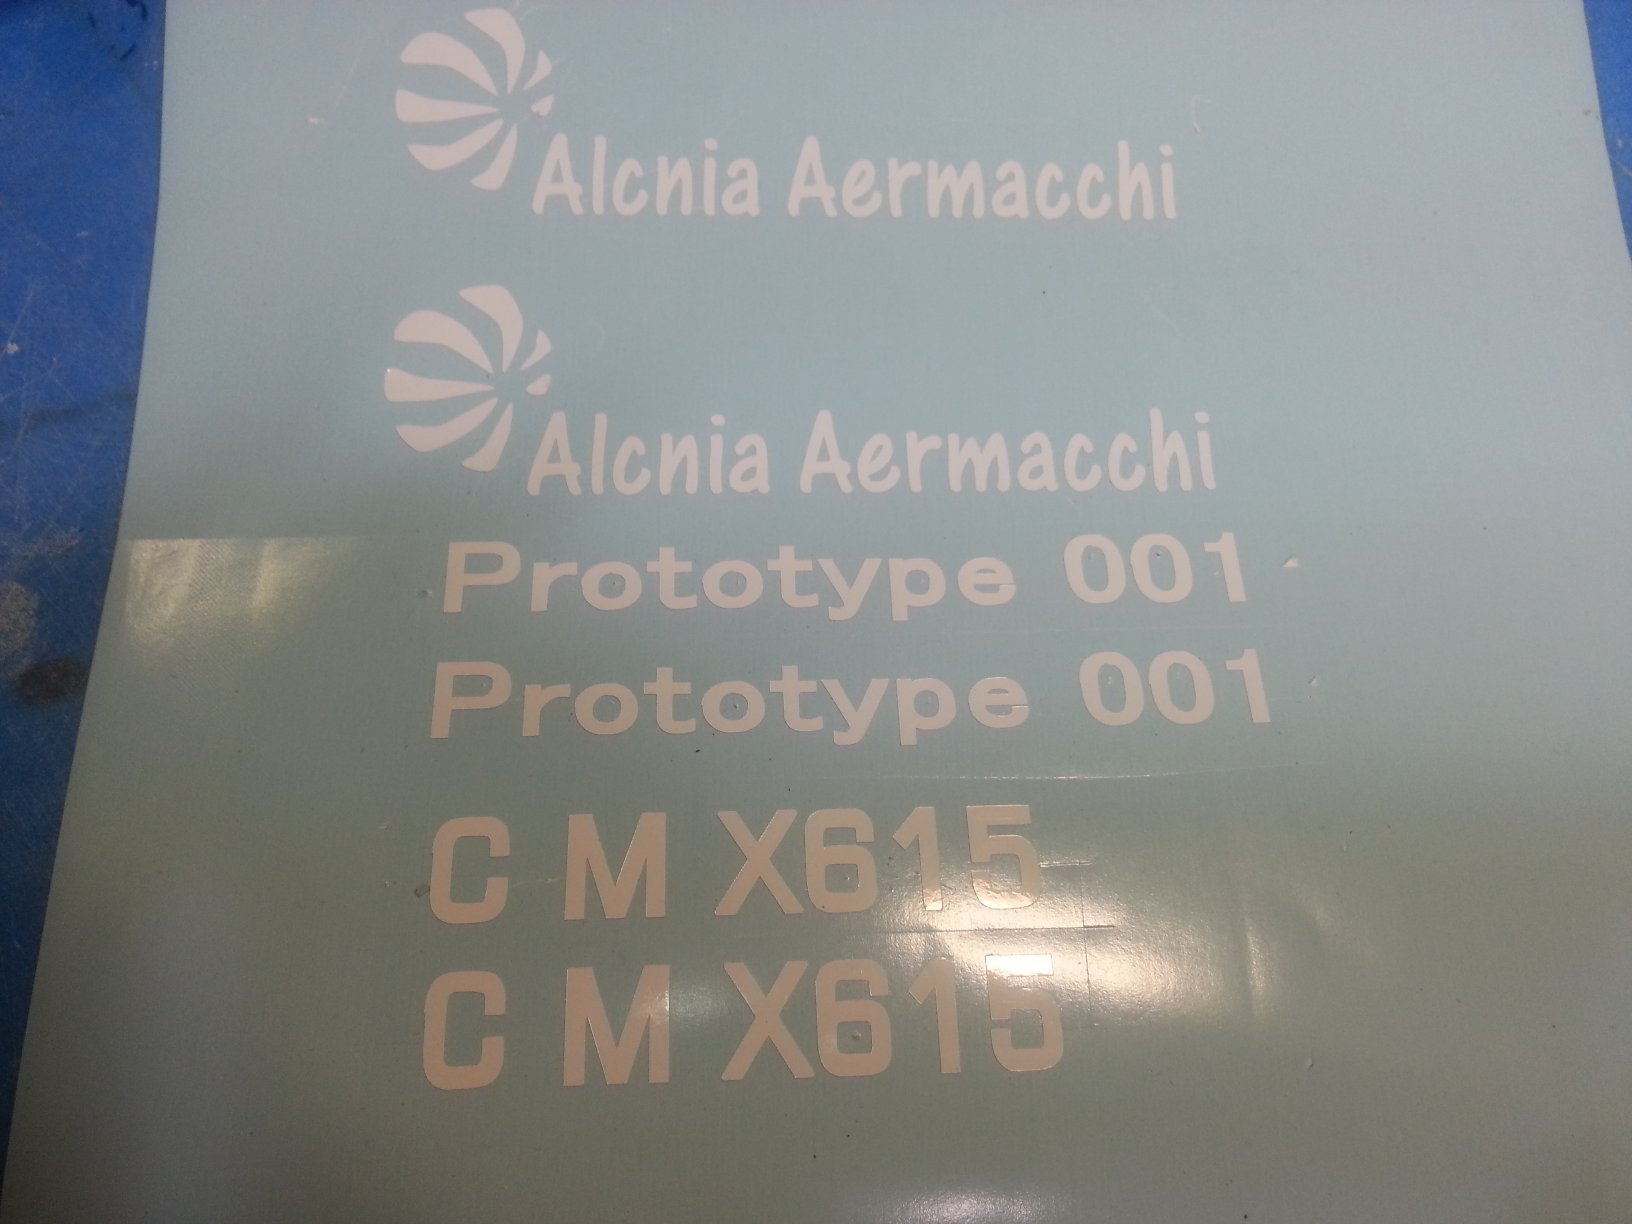 Alcnia Aermacchi
Alcnia Aermacchi
Prototype 001
Prototype 001
C M X615
C M X615